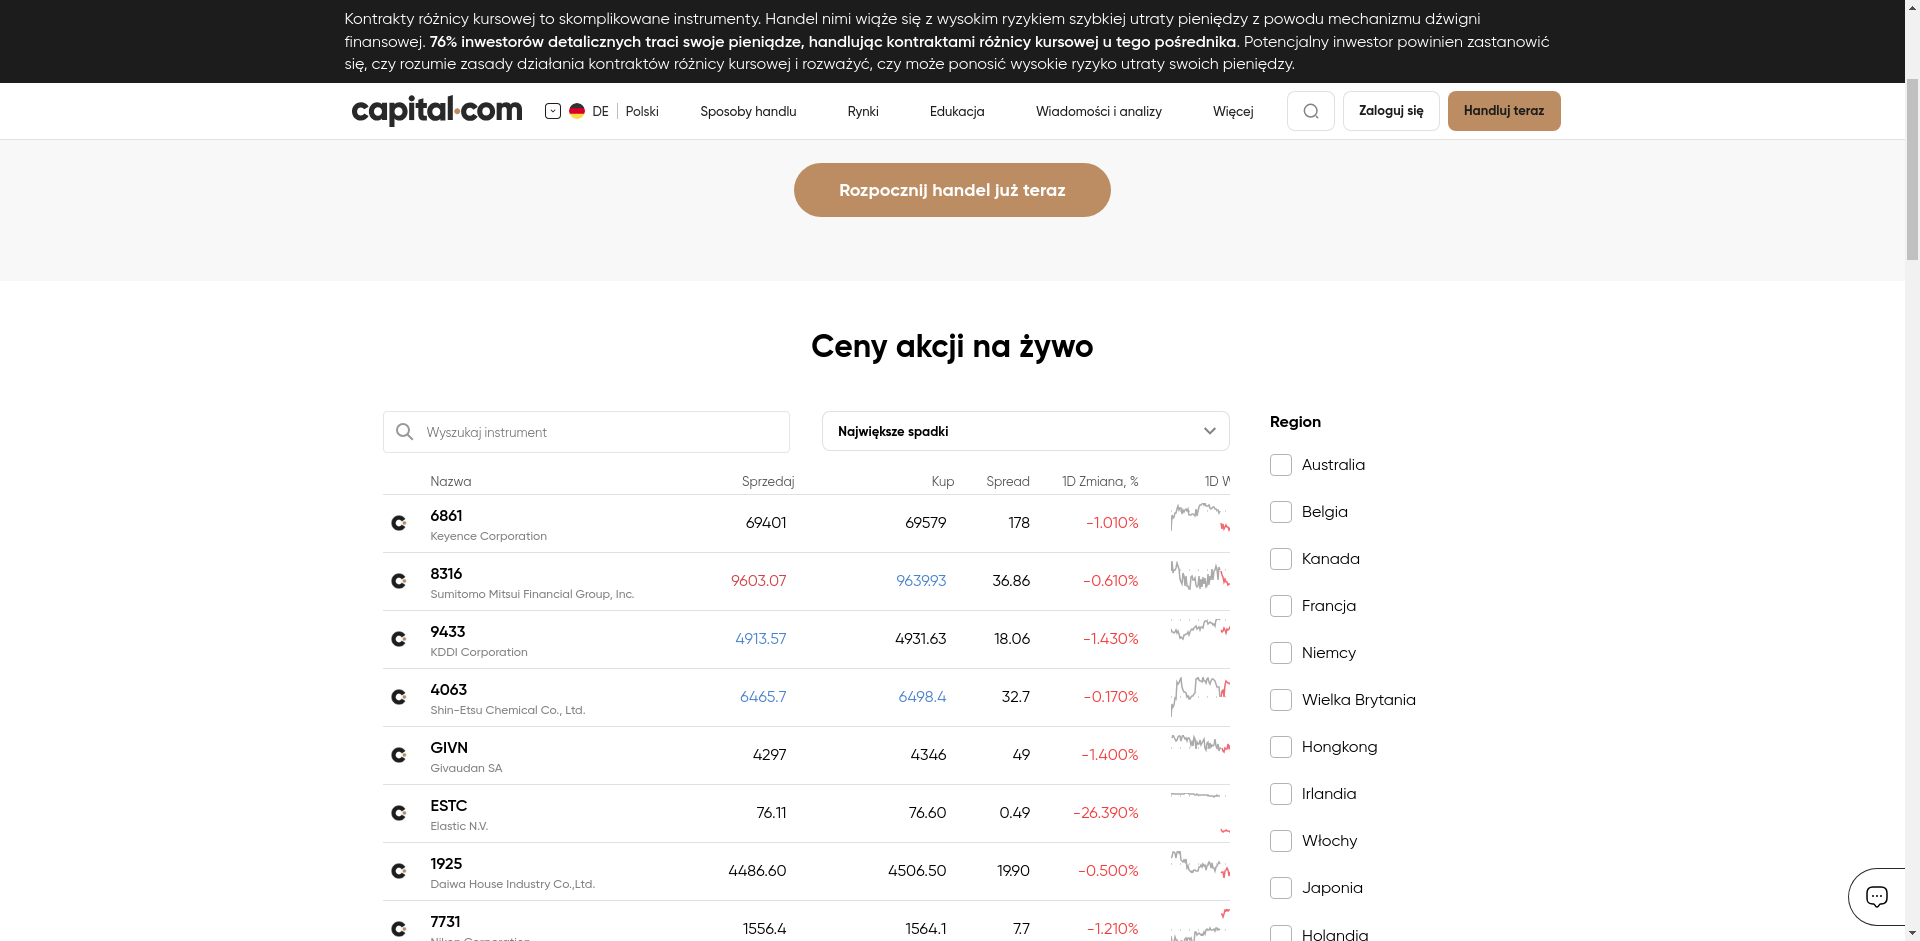 Kontrakty różnicy kursowej to skomplikowane instrumenty. Handel nimi wiąże się z wysokim ryzykiem szybkiej utraty pieniędzy z powodu mechanizmu dźwigni
finansowej. 76% inwestorów detalicznych traci swoje pieniądze, handlując kontraktami różnicy kursowej u tego pośrednika. Potencjalny inwestor powinien zastanowić
się, czy rozumie zasady działania kontraktów różnicy kursowej i rozważyć, czy może ponosić wysokie ryzyko utraty swoich pieniędzy.
capital.com DE Polski Sposoby handlu Rynki Edukacja Wiadomości i analizy Więcej Zaloguj się Handluj teraz
Rozpocznij handel już teraz
Ceny akcji na żywo
Wyszukaj instrument
Największe spadki
Nazwa Sprzedaj Kup Spread 1D Zmiana, % 1D
6861 69401 69579 178 -1.010%
Keyence Corporation
8316 9603.07 9639.93 36.86 -0.610%
Sumitomo Mitsui Financial Group, Inc.
9433 4913.57 4931.63 18.06 -1.430%
KDDI Corporation
4063 6465.7 6498.4 32.7 -0.170%
Shin-Etsu Chemical Co., Ltd.
GIVN 4297 4346 49 -1.400%
Givaudan SA
ESTC 76.11 76.60 0.49 -26.390%
Elastic N.V.
1925 4486.60 4506.50 19.90 -0.500%
Daiwa House Industry Co.,Ltd.
7731 1556.4 1564.1 7.7 -1.210%
Nikon Corporation
Region
Australia
Belgia
Kanada
Francja
Niemcy
Wielka Brytania
Hongkong
Irlandia
Włochy
Japonia
Holandia